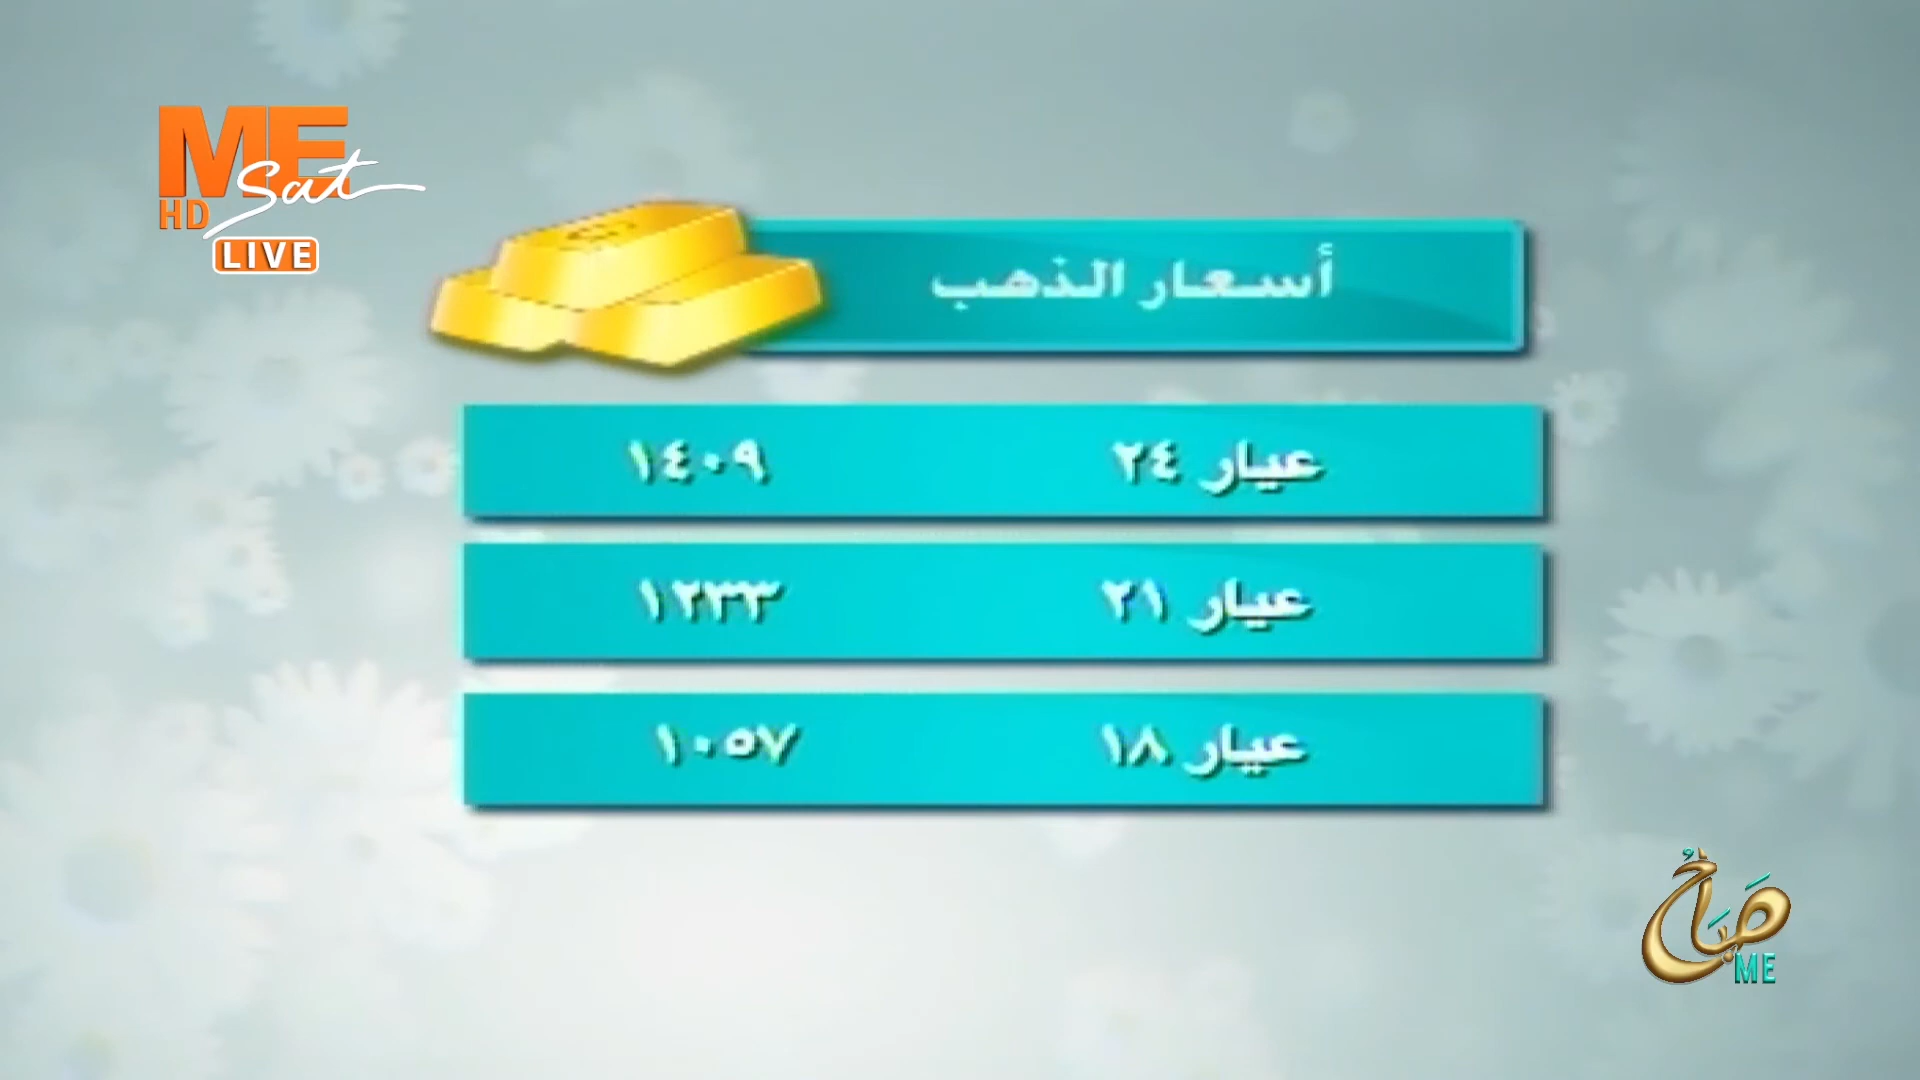 ME
Sat
HD
LIVE
أسعار الذهب
عيار ٢٤ ١٤٠٩
عيار ٢١ ١٢٣٣
عيار ١٨ ١٠٥٧
صباح
ME